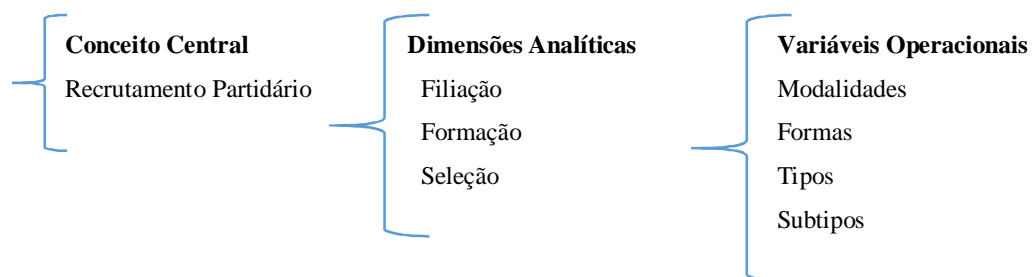 Conceito Central
Recrutamento Partidário
Dimensões Analíticas
Filiação
Formação
Seleção
Variáveis Operacionais
Modalidades
Formas
Tipos
Subtipos